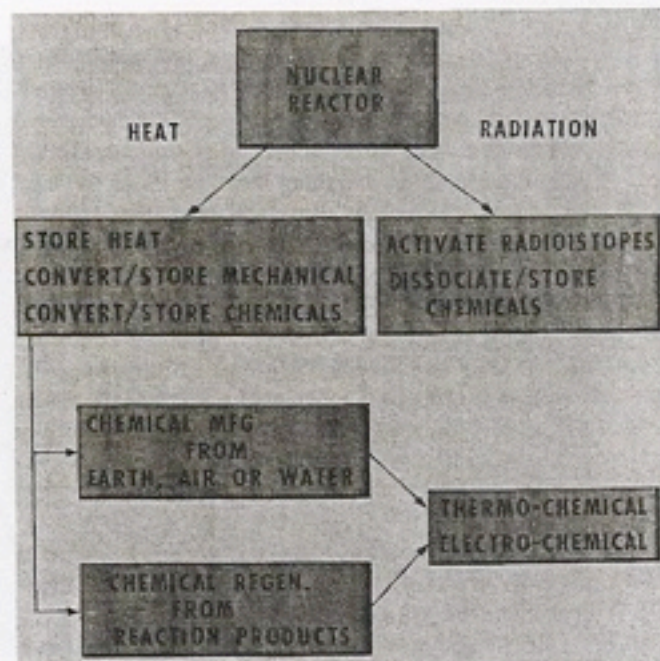 NUCLEAR
REACTOR
HEAT
RADIATION
STORE HEAT
CONVERT/STORE MECHANICAL
CONVERT/STORE CHEMICALS
ACTIVATE RADIOISTOPES
DISSOCIATE/STORE
CHEMICALS
CHEMICAL MFG
FROM
EARTH, AIR OR WATER
THERMO-CHEMICAL
ELECTRO-CHEMICAL
CHEMICAL REGEN.
FROM
REACTION PRODUCTS